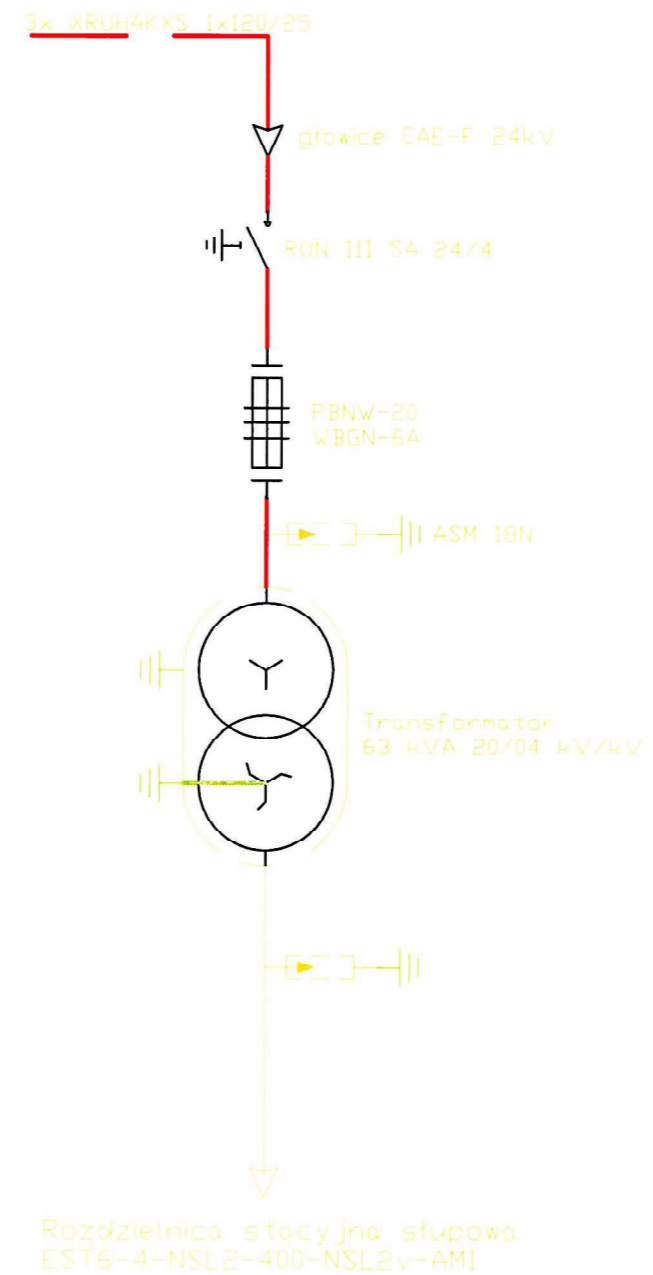 3x XRUH4KXS 1x120/25
głowice CAE-F 24kV
RUN III SA 24/4
PBNW-20
WBGN-6A
ASM 18N
Transformator
63 kVA 20/04 kV/kV
Rozdzielnica stacyjna słupowa
EST6-4-NSL2-400-NSL2v-AMI